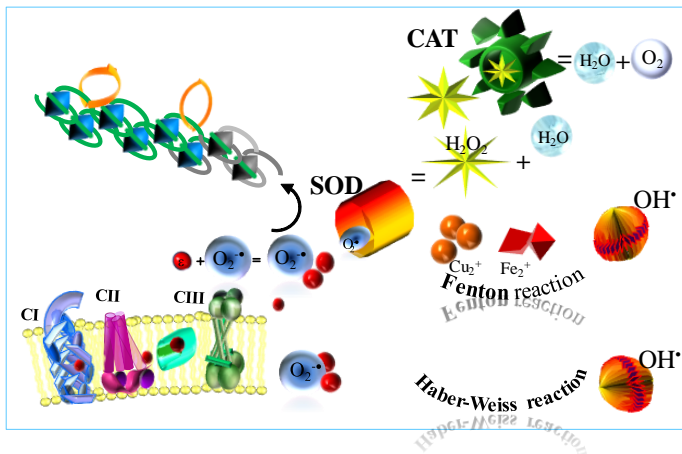 CAT
= H₂O + O₂
H₂O₂
+
H₂O
SOD
=
O₂⁻•
e + O₂⁻• = O₂⁻•
Cu₂⁺
Fe₂⁺
OH•
Fenton reaction
CI
CII
CIII
O₂⁻•
Haber-Weiss reaction
OH•